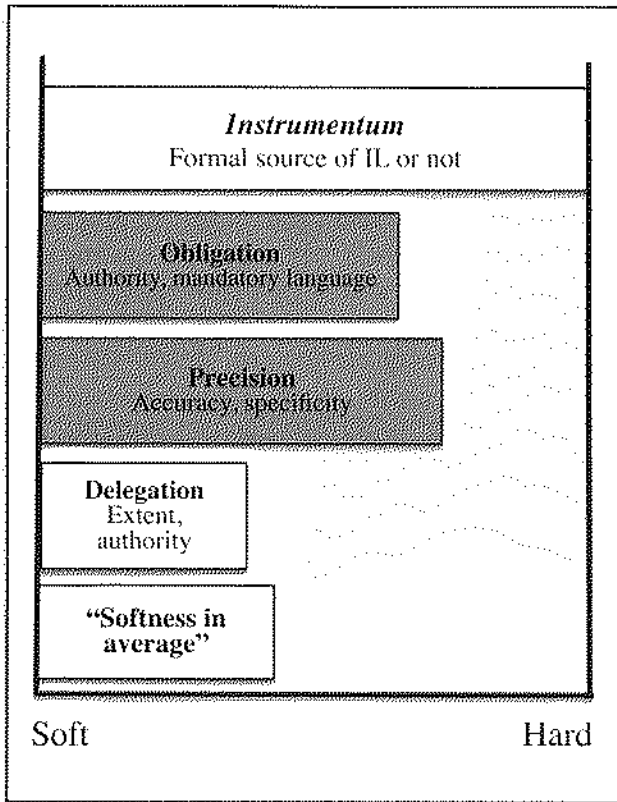 Instrumentum
Formal source of IL or not
Obligation
Authority, mandatory language
Precision
Accuracy, specificity
Delegation
Extent,
authority
“Softness in
average”
Soft
Hard